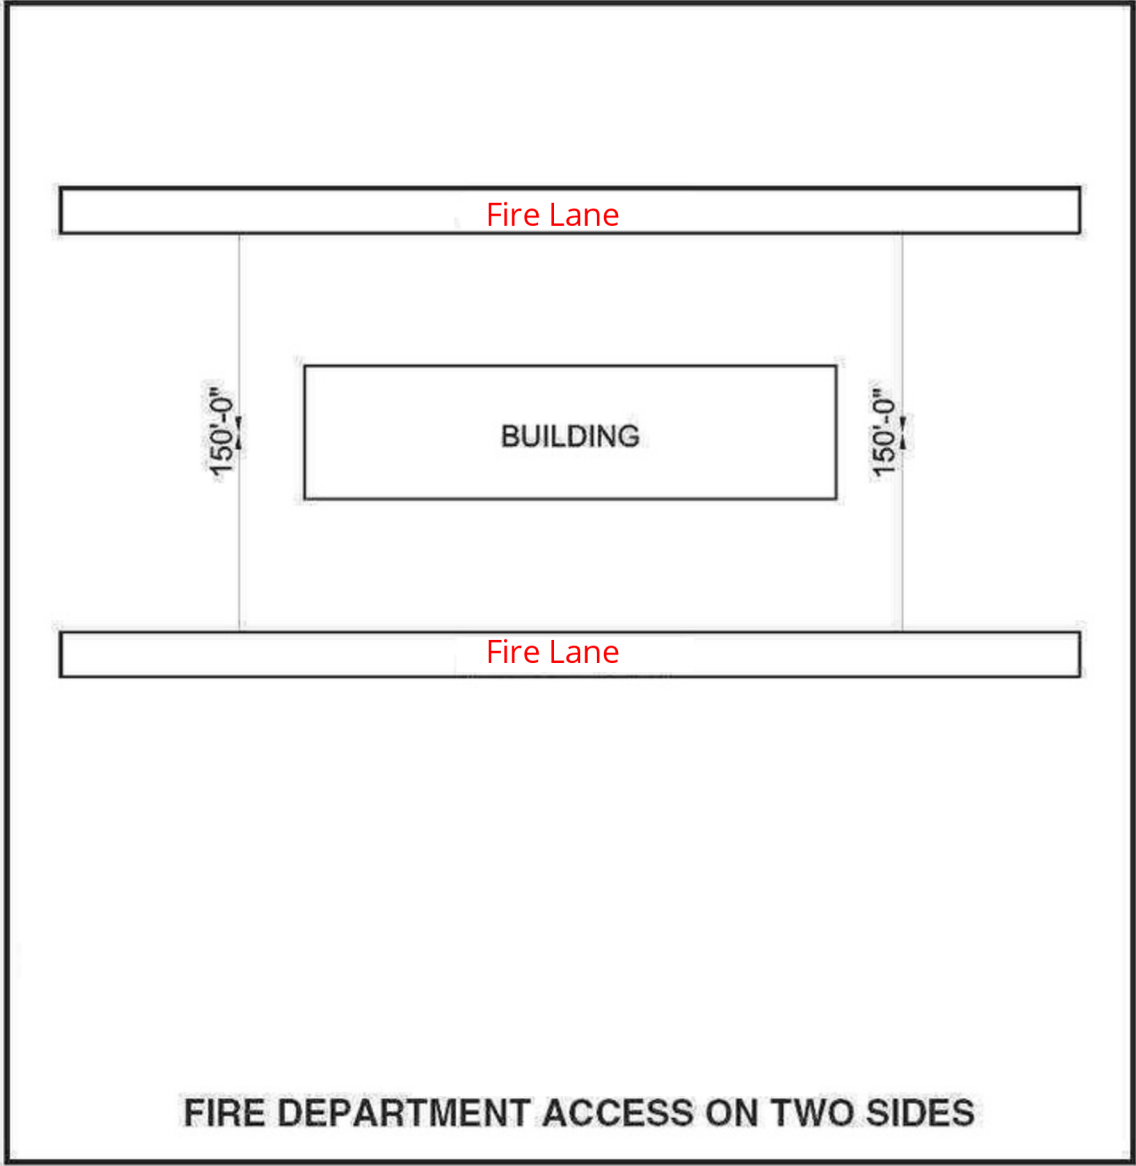 Fire Lane
150'-0"
BUILDING
150'-0"
Fire Lane
FIRE DEPARTMENT ACCESS ON TWO SIDES